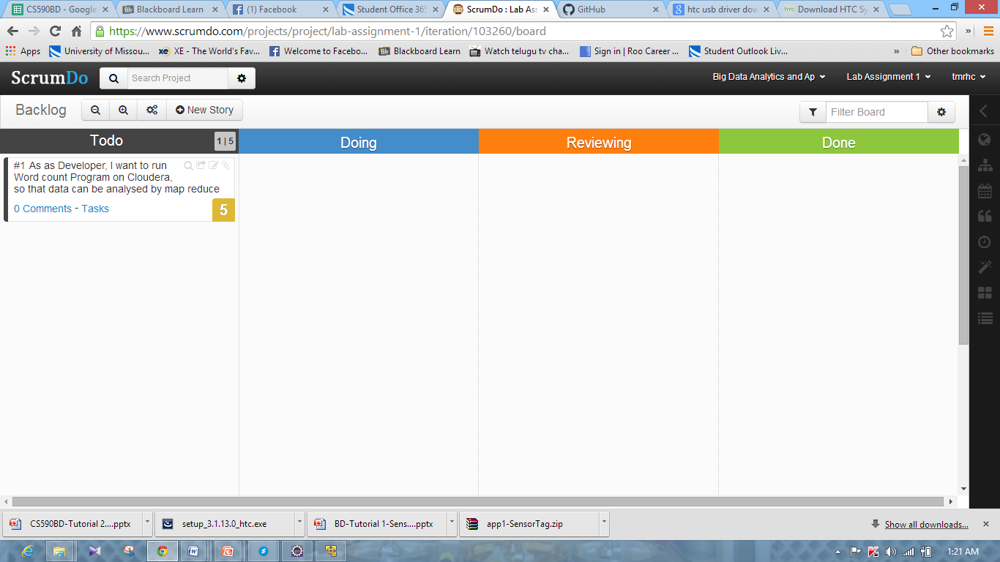 CS590BD - Google
Blackboard Learn
(1) Facebook
Student Office 365
ScrumDo : Lab Ass
GitHub
htc usb driver dow
Download HTC Sy
https://www.scrumdo.com/projects/project/lab-assignment-1/iteration/103260/board
Apps
University of Missou...
XE - The World's Fav...
Welcome to Facebo...
Blackboard Learn
Watch telugu tv cha...
Sign in | Roo Career ...
Student Outlook Liv...
»
Other bookmarks
ScrumDo
Search Project
Big Data Analytics and Ap
Lab Assignment 1
tmrhc
Backlog
New Story
Filter Board
Todo
1 | 5
Doing
Reviewing
Done
#1 As as Developer, I want to run
Word count Program on Cloudera,
so that data can be analysed by map reduce
0 Comments - Tasks
5
CS590BD-Tutorial 2....pptx
setup_3.1.13.0_htc.exe
BD-Tutorial 1-Sens....pptx
app1-SensorTag.zip
Show all downloads...
1:21 AM